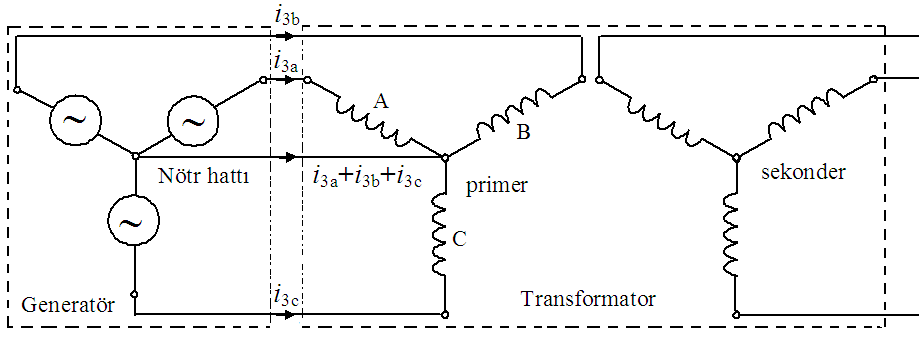 i3b
i3a
A
B
~
~
Nötr hattı
i3a+i3b+i3c
primer
sekonder
~
C
i3c
Generatör
Transformator